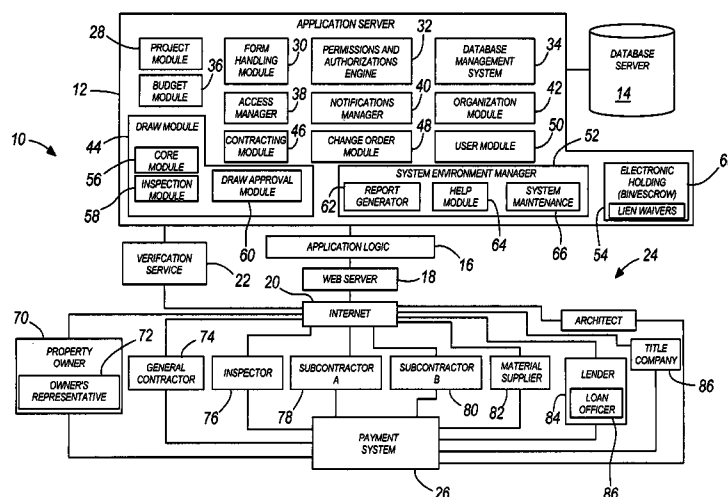 APPLICATION SERVER
28
PROJECT
MODULE
FORM
HANDLING
MODULE
30
PERMISSIONS AND
AUTHORIZATIONS
ENGINE
32
DATABASE
MANAGEMENT
SYSTEM
34
DATABASE
SERVER
14
12
BUDGET
MODULE
36
ACCESS
MANAGER
38
NOTIFICATIONS
MANAGER
40
ORGANIZATION
MODULE
42
10
44
DRAW MODULE
CONTRACTING
MODULE
46
CHANGE ORDER
MODULE
48
USER MODULE
50
52
56
CORE
MODULE
58
INSPECTION
MODULE
DRAW APPROVAL
MODULE
60
SYSTEM ENVIRONMENT MANAGER
62
REPORT
GENERATOR
HELP
MODULE
64
SYSTEM
MAINTENANCE
66
ELECTRONIC
HOLDING
(BIN/ESCROW)
LIEN WAIVERS
54
6
VERIFCATION
SERVICE
22
APPLICATION LOGIC
16
WEB SERVER
18
24
20
INTERNET
ARCHITECT
70
72
PROPERTY
OWNER
OWNER'S
REPRESENTATIVE
74
GENERAL
CONTRACTOR
INSPECTOR
76
SUBCONTRACTOR
A
78
SUBCONTRACTOR
B
80
MATERIAL
SUPPLIER
82
LENDER
LOAN
OFFICER
84
86
TITLE
COMPANY
86
PAYMENT
SYSTEM
26